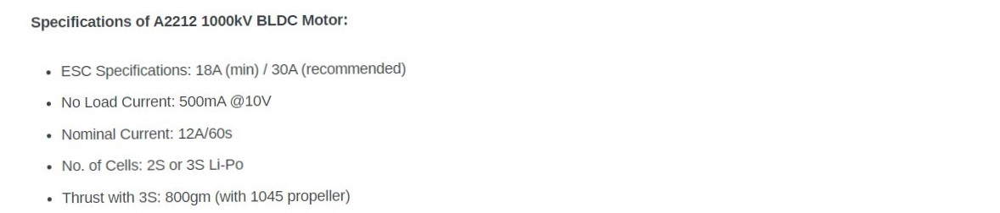 Specifications of A2212 1000kV BLDC Motor:
• ESC Specifications: 18A (min) / 30A (recommended)
• No Load Current: 500mA @10V
• Nominal Current: 12A/60s
• No. of Cells: 2S or 3S Li-Po
• Thrust with 3S: 800gm (with 1045 propeller)